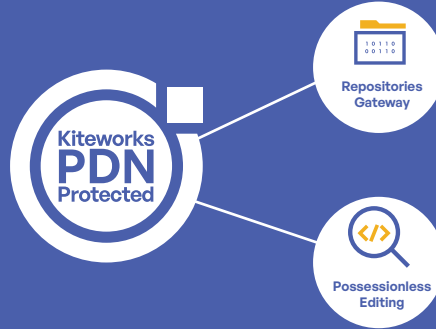 10110
00110
Repositories
Gateway
Kiteworks
PDN
Protected
</>
Possessionless
Editing